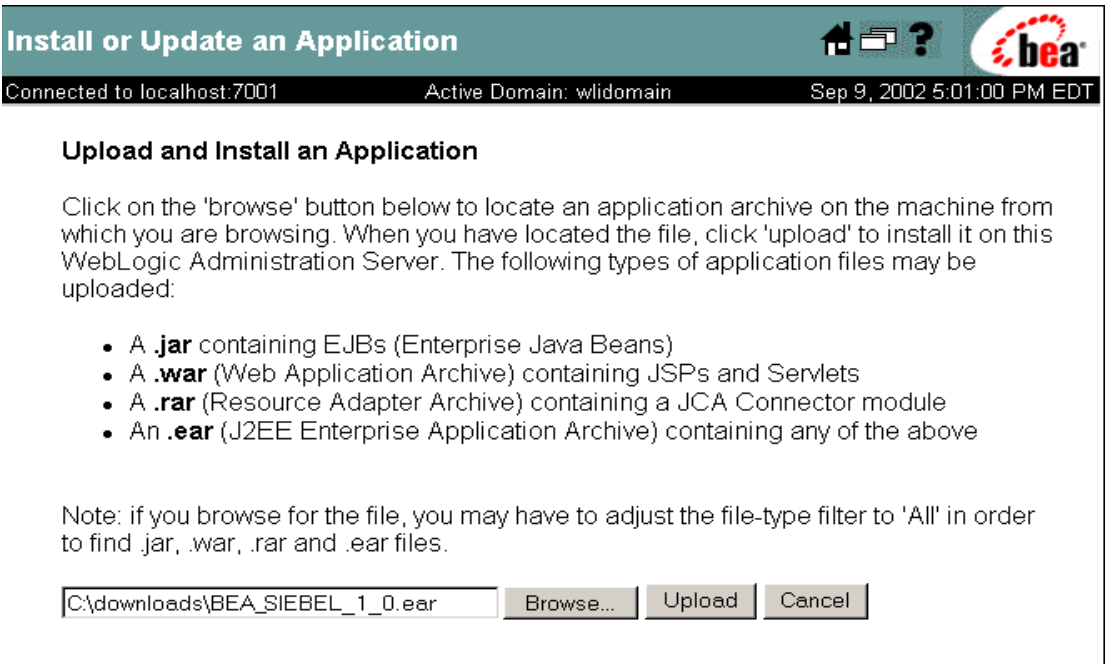 Install or Update an Application
?
bea
Connected to localhost:7001 Active Domain: wlidomain Sep 9, 2002 5:01:00 PM EDT
Upload and Install an Application
Click on the 'browse' button below to locate an application archive on the machine from
which you are browsing. When you have located the file, click 'upload' to install it on this
WebLogic Administration Server. The following types of application files may be
uploaded:
• A .jar containing EJBs (Enterprise Java Beans)
• A .war (Web Application Archive) containing JSPs and Servlets
• A .rar (Resource Adapter Archive) containing a JCA Connector module
• An .ear (J2EE Enterprise Application Archive) containing any of the above
Note: if you browse for the file, you may have to adjust the file-type filter to 'All' in order
to find .jar, .war, .rar and .ear files.
C:\downloads\BEA_SIEBEL_1_0.ear Browse... Upload Cancel